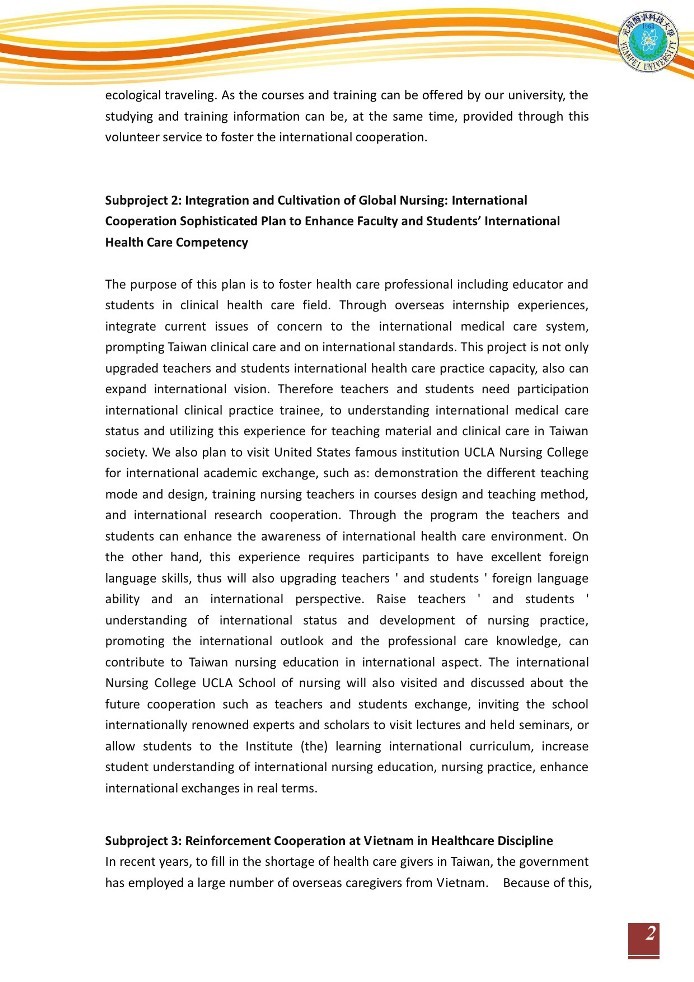 元培醫事科技大學
YUANPEI UNIVERSITY
ecological traveling. As the courses and training can be offered by our university, the
studying and training information can be, at the same time, provided through this
volunteer service to foster the international cooperation.
Subproject 2: Integration and Cultivation of Global Nursing: International
Cooperation Sophisticated Plan to Enhance Faculty and Students’ International
Health Care Competency
The purpose of this plan is to foster health care professional including educator and
students in clinical health care field. Through overseas internship experiences,
integrate current issues of concern to the international medical care system,
prompting Taiwan clinical care and on international standards. This project is not only
upgraded teachers and students international health care practice capacity, also can
expand international vision. Therefore teachers and students need participation
international clinical practice trainee, to understanding international medical care
status and utilizing this experience for teaching material and clinical care in Taiwan
society. We also plan to visit United States famous institution UCLA Nursing College
for international academic exchange, such as: demonstration the different teaching
mode and design, training nursing teachers in courses design and teaching method,
and international research cooperation. Through the program the teachers and
students can enhance the awareness of international health care environment. On
the other hand, this experience requires participants to have excellent foreign
language skills, thus will also upgrading teachers ' and students ' foreign language
ability and an international perspective. Raise teachers ' and students '
understanding of international status and development of nursing practice,
promoting the international outlook and the professional care knowledge, can
contribute to Taiwan nursing education in international aspect. The international
Nursing College UCLA School of nursing will also visited and discussed about the
future cooperation such as teachers and students exchange, inviting the school
internationally renowned experts and scholars to visit lectures and held seminars, or
allow students to the Institute (the) learning international curriculum, increase
student understanding of international nursing education, nursing practice, enhance
international exchanges in real terms.
Subproject 3: Reinforcement Cooperation at Vietnam in Healthcare Discipline
In recent years, to fill in the shortage of health care givers in Taiwan, the government
has employed a large number of overseas caregivers from Vietnam. Because of this,
2